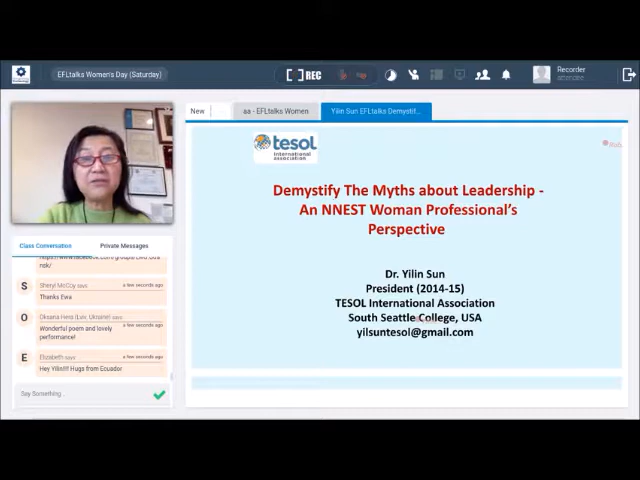 EFLtalks Women's Day (Saturday)
[ ] REC
Recorder
attendee
New
aa - EFLtalks Women
Yilin Sun EFLtalks Demystif...
Class Conversation
Private Messages
risk/
S
Sheryl McCoy says
a few seconds ago
Thanks Ewa
O
Oksana Hera (Lviv, Ukraine) says
a few seconds ago
Wonderful poem and lovely
performance!
E
Elizabeth says
a few seconds ago
Hey Yilin!!! Hugs from Ecuador
Say Something...
tesol
International
association
Demystify The Myths about Leadership -
An NNEST Woman Professional's
Perspective
Dr. Yilin Sun
President (2014-15)
TESOL International Association
South Seattle College, USA
yilsuntesol@gmail.com